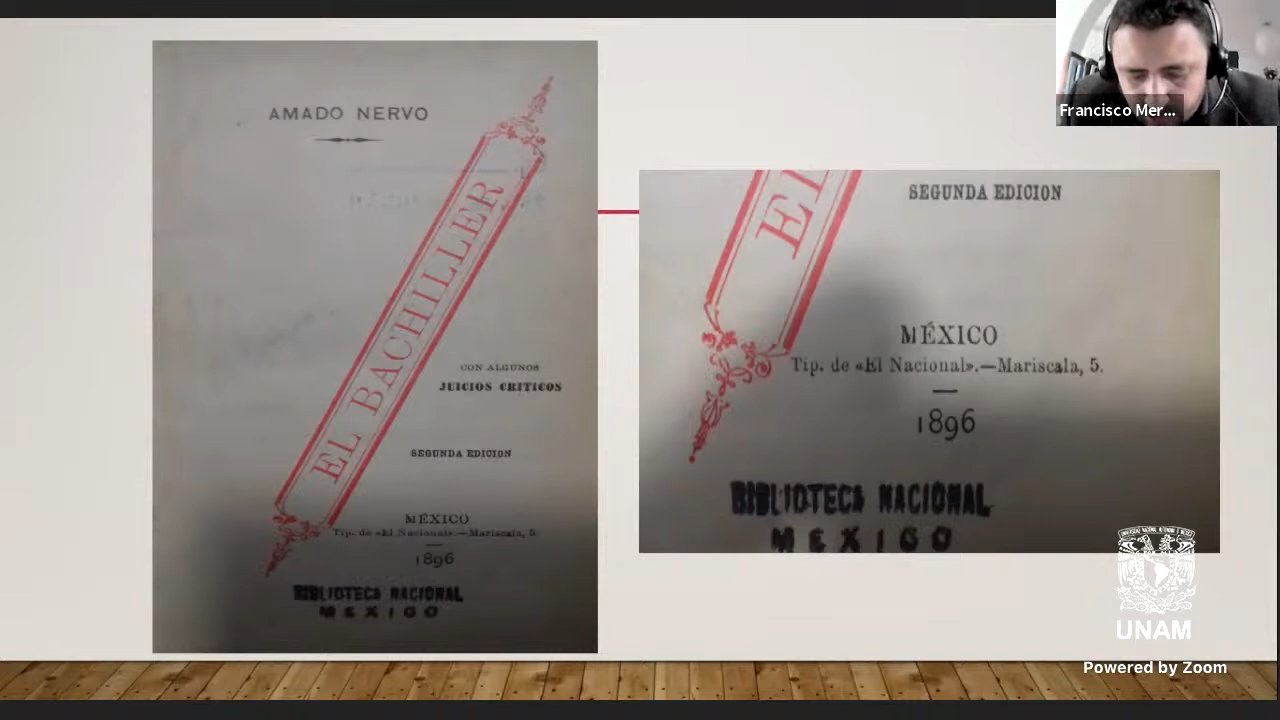 AMADO NERVO
EL BACHILLER
CON ALGUNOS
JUICIOS CRITICOS
SEGUNDA EDICION
MÉXICO
Tip. de «El Nacional».—Mariscala, 5.
1896
BIBLIOTECA NACIONAL
MEXICO
EL
SEGUNDA EDICION
MÉXICO
Tip. de «El Nacional».—Mariscala, 5.
1896
BIBLIOTECA NACIONAL
MEXICO
Francisco Mer...
UNAM
Powered by Zoom